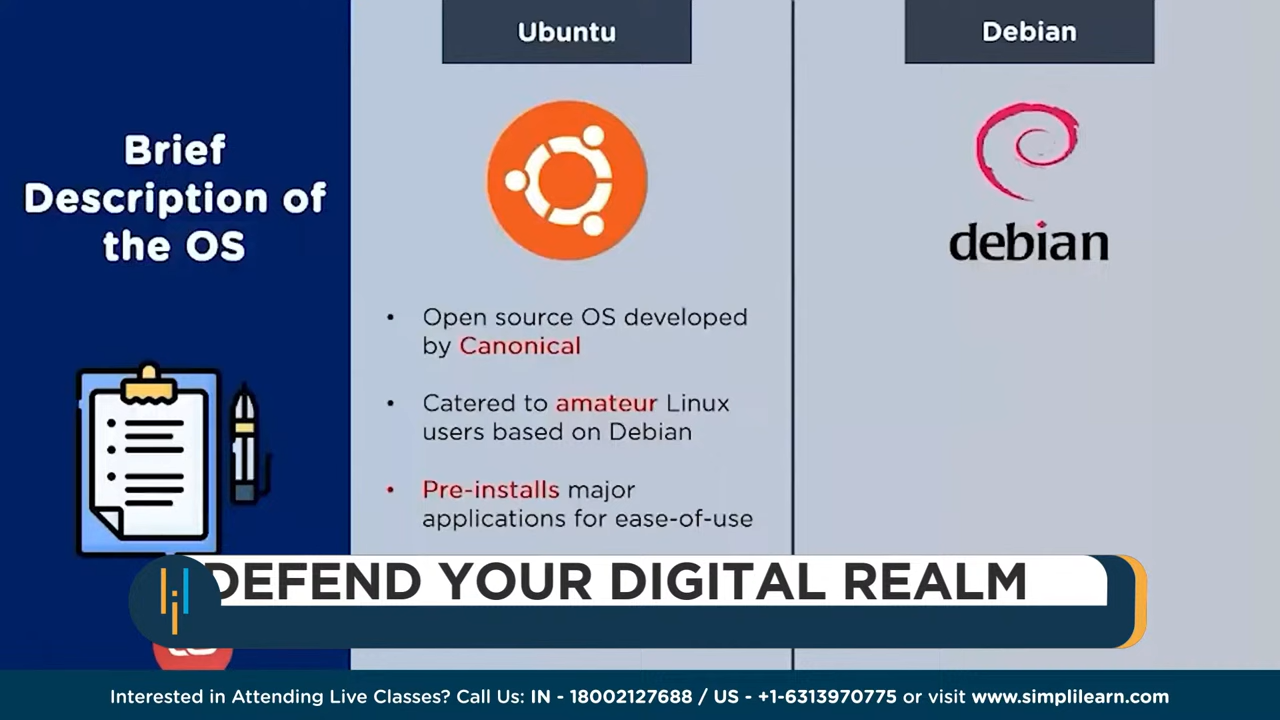 Brief
Description of
the OS
Ubuntu
• Open source OS developed
by Canonical
• Catered to amateur Linux
users based on Debian
• Pre-installs major
applications for ease-of-use
Debian
debian
DEFEND YOUR DIGITAL REALM
Interested in Attending Live Classes? Call Us: IN - 18002127688 / US - +1-6313970775 or visit www.simplilearn.com